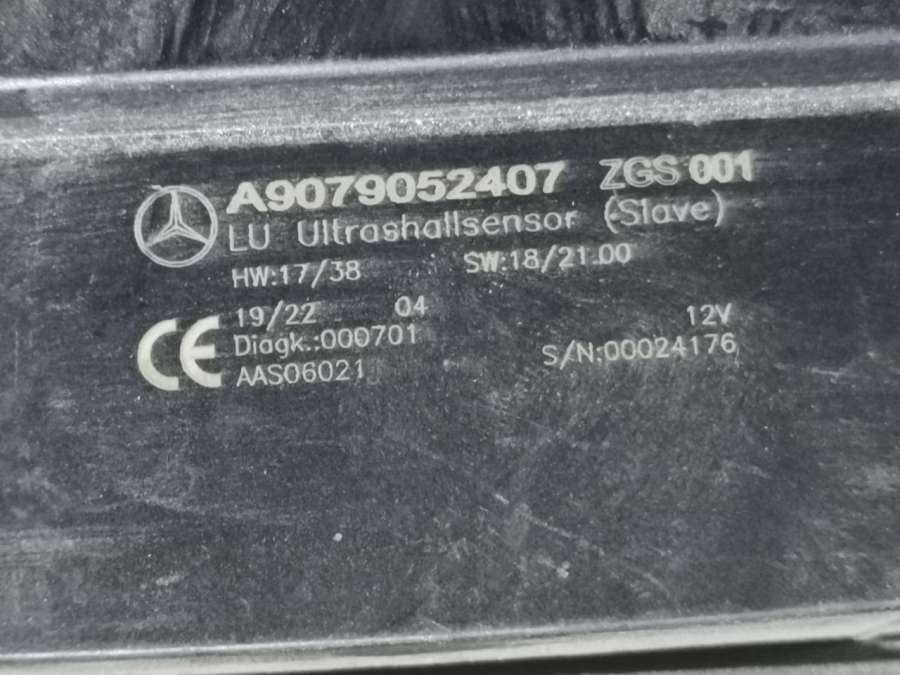 A9079052407 ZGS 001
LU Ultrashallsensor (-Slave)
HW:17/38 SW:18/21.00
19/22 04 12V
Diagk.:000701 S/N:00024176
CE AAS06021